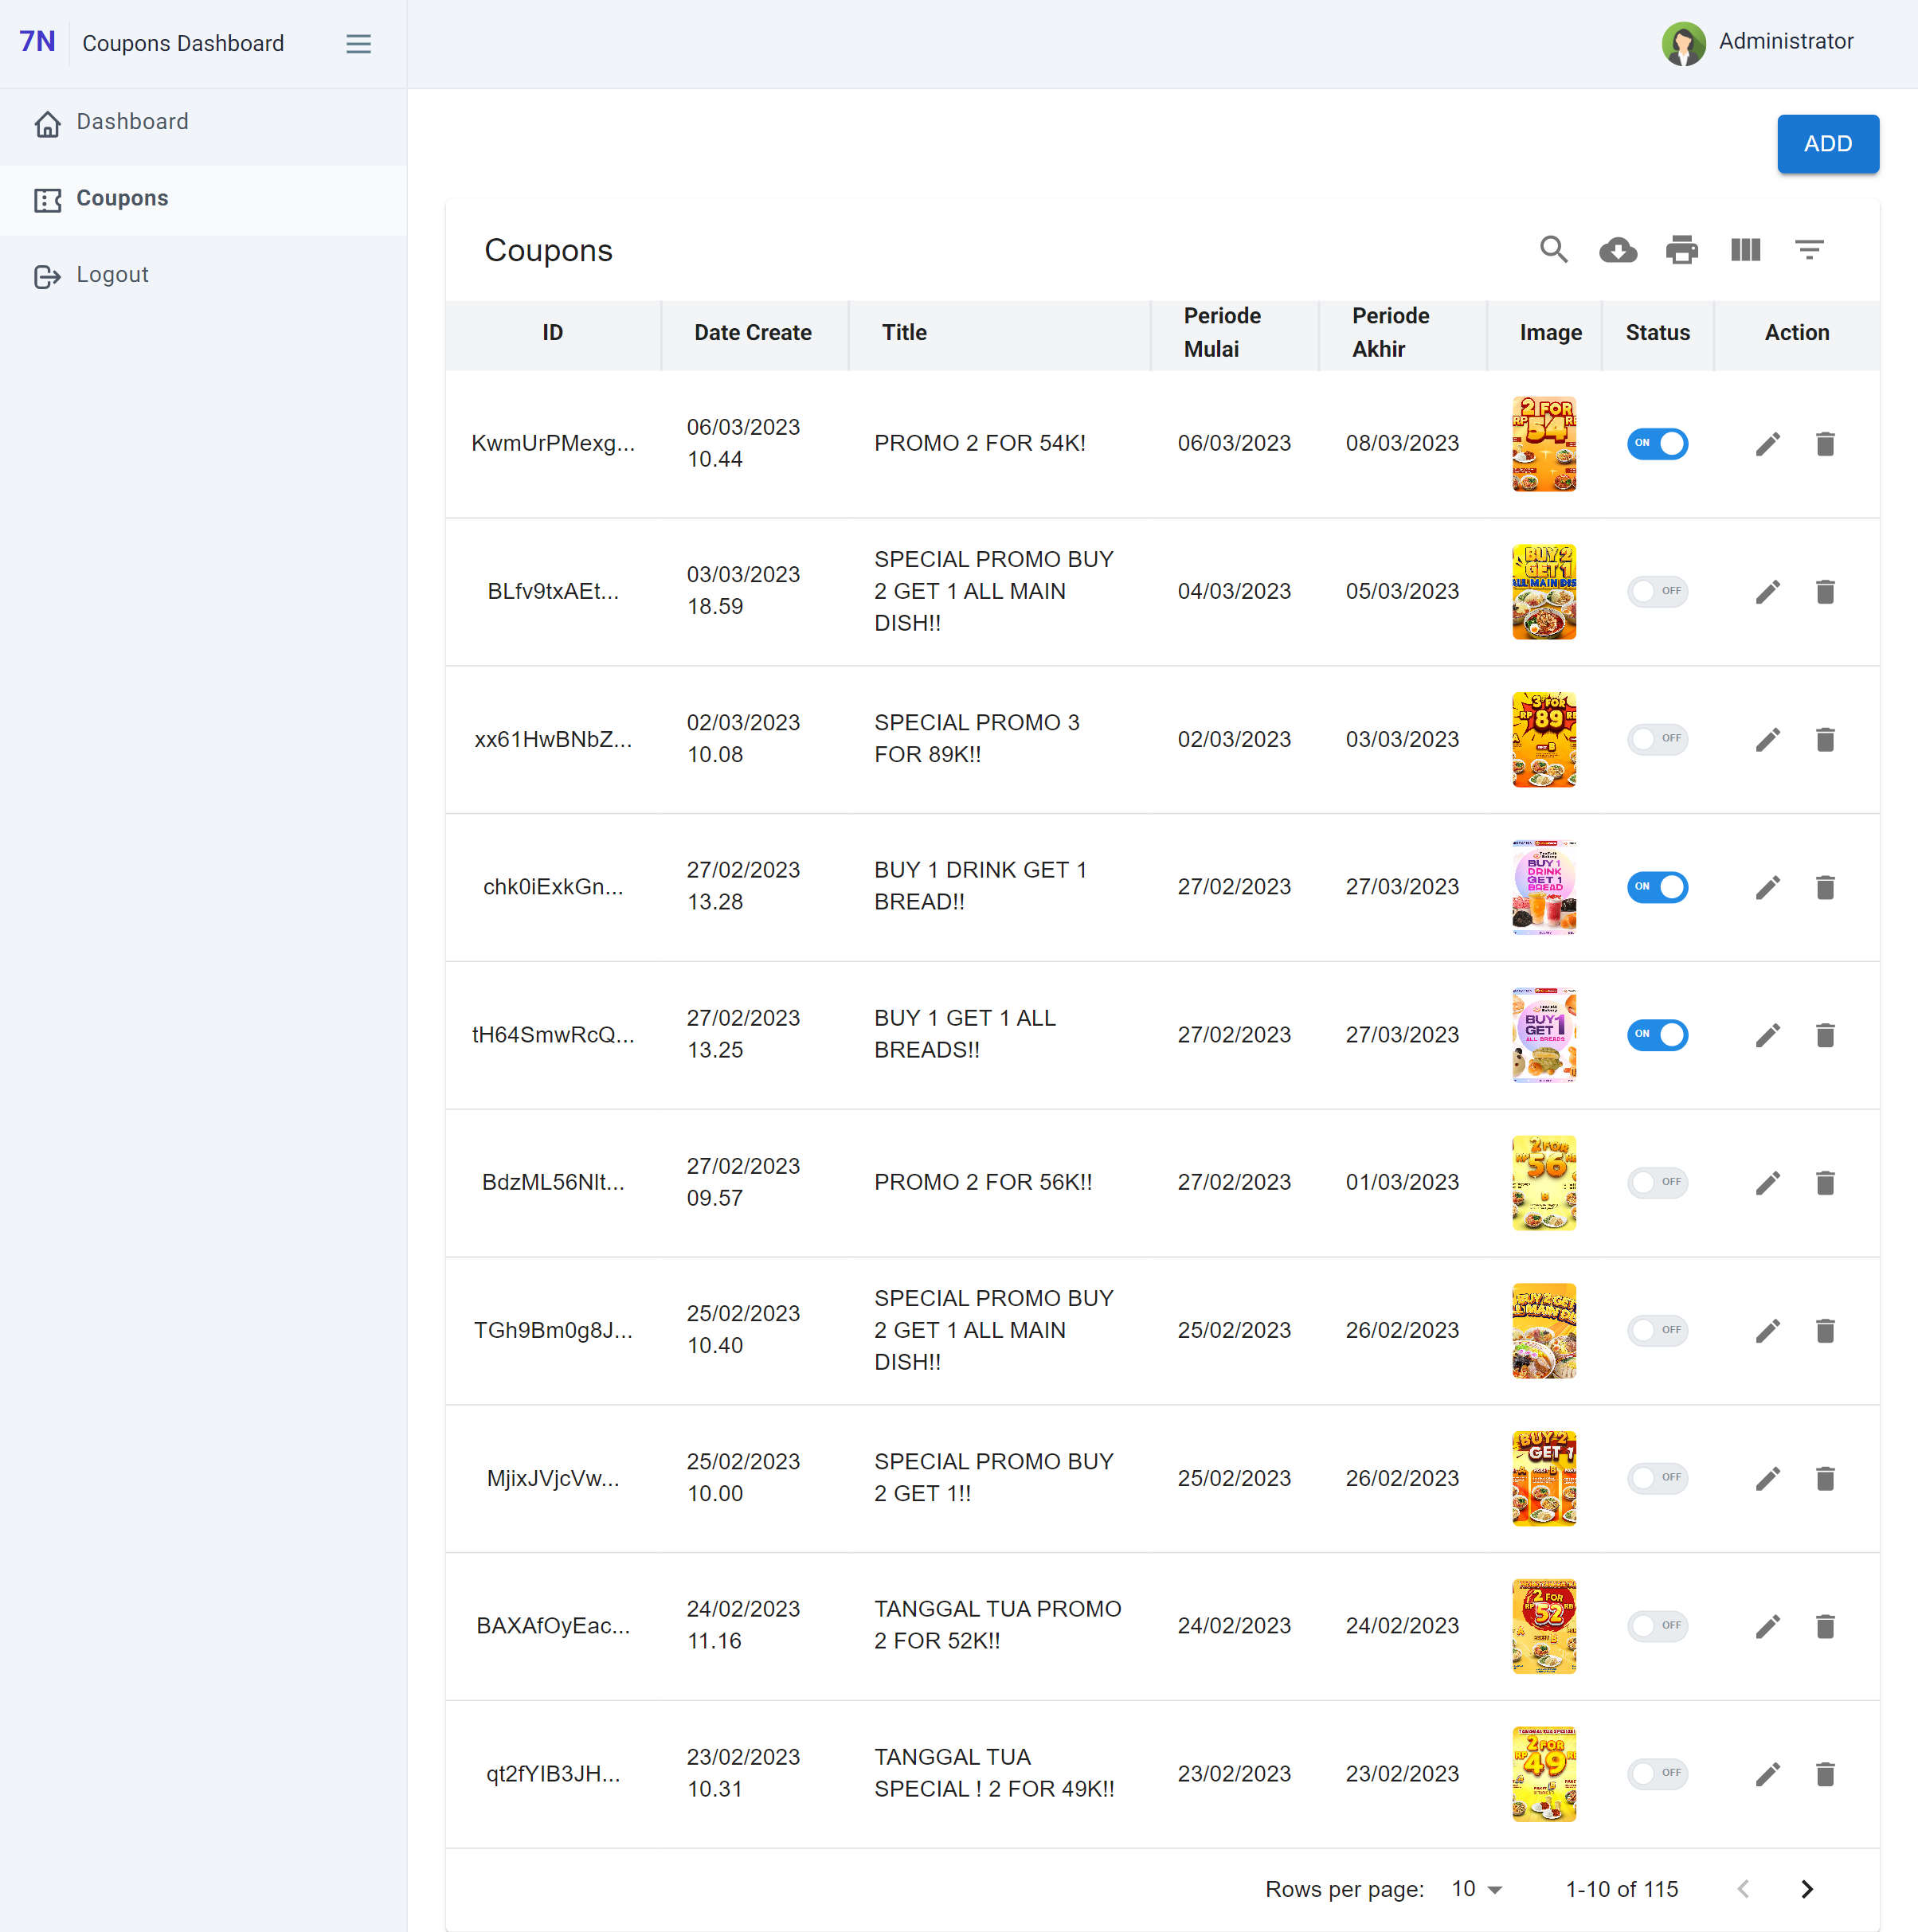 7N Coupons Dashboard
Administrator
Dashboard
Coupons
Logout
ADD
Coupons
ID Date Create Title Periode Mulai Periode Akhir Image Status Action
KwmUrPMexg... 06/03/2023 PROMO 2 FOR 54K! 06/03/2023 08/03/2023 ON
10.44
2 FOR
RP 54 RB
BLfv9txAEt... 03/03/2023 SPECIAL PROMO BUY 04/03/2023 05/03/2023 OFF
18.59 2 GET 1 ALL MAIN
DISH!!
BUY 2
GET 1
ALL MAIN DISH
xx61HwBNbZ... 02/03/2023 SPECIAL PROMO 3 02/03/2023 03/03/2023 OFF
10.08 FOR 89K!!
3 FOR
RP 89 RB
B
chk0iExkGn... 27/02/2023 BUY 1 DRINK GET 1 27/02/2023 27/03/2023 ON
13.28 BREAD!!
BUY 1
DRINK
GET 1
BREAD
tH64SmwRcQ... 27/02/2023 BUY 1 GET 1 ALL 27/02/2023 27/03/2023 ON
13.25 BREADS!!
BUY 1
GET 1
ALL BREADS
BdzML56Nlt... 27/02/2023 PROMO 2 FOR 56K!! 27/02/2023 01/03/2023 OFF
09.57
2 FOR
RP 56
TGh9Bm0g8J... 25/02/2023 SPECIAL PROMO BUY 25/02/2023 26/02/2023 OFF
10.40 2 GET 1 ALL MAIN
DISH!!
BUY 2 GET
MjixJVjcVw... 25/02/2023 SPECIAL PROMO BUY 25/02/2023 26/02/2023 OFF
10.00 2 GET 1!!
BUY 2
GET 1
BAXAfOyEac... 24/02/2023 TANGGAL TUA PROMO 24/02/2023 24/02/2023 OFF
11.16 2 FOR 52K!!
2 FOR
RP 52 RB
qt2fYIB3JH... 23/02/2023 TANGGAL TUA 23/02/2023 23/02/2023 OFF
10.31 SPECIAL ! 2 FOR 49K!!
TANGGAL TUA SPESIAL
2 FOR
RP 49
Rows per page: 10 1-10 of 115